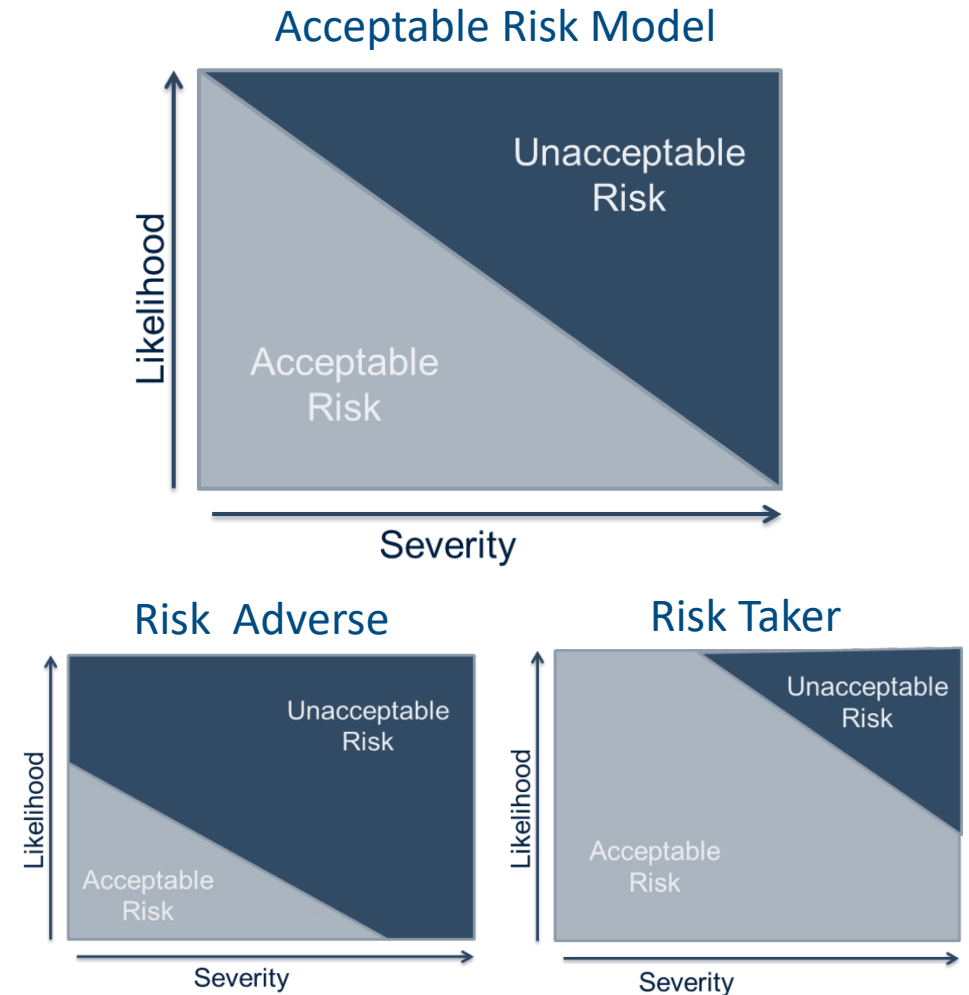 Acceptable Risk Model
Likelihood
Unacceptable
Risk
Acceptable
Risk
Severity
Risk Adverse
Likelihood
Unacceptable
Risk
Acceptable
Risk
Severity
Risk Taker
Likelihood
Unacceptable
Risk
Acceptable
Risk
Severity